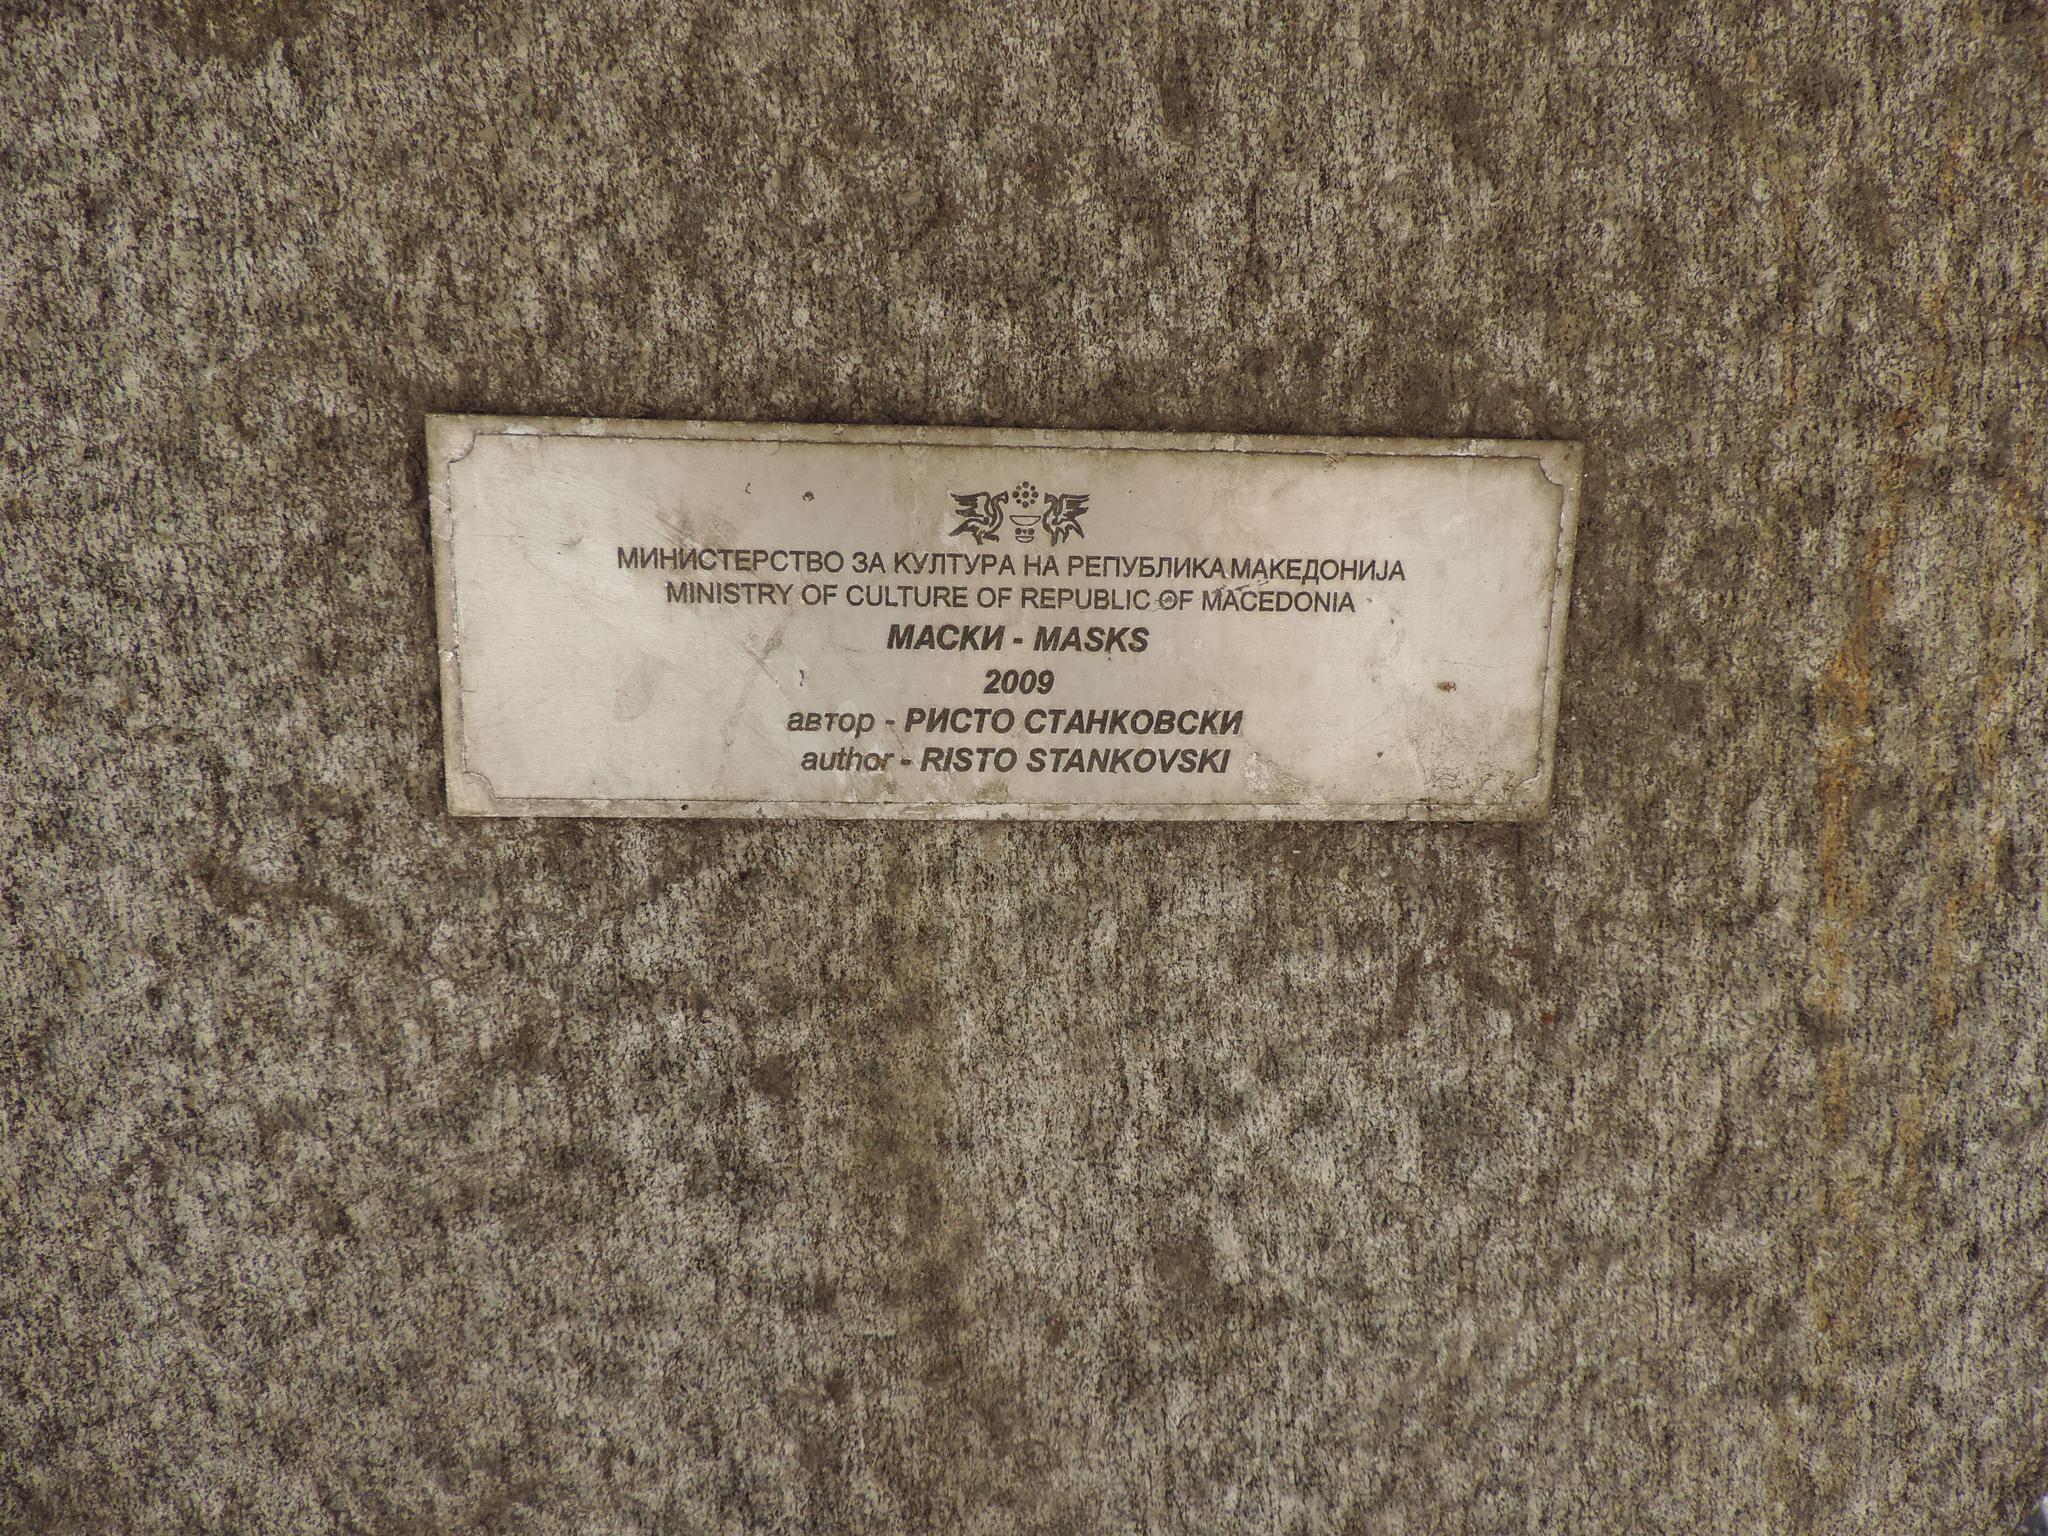 МИНИСТЕРСТВО ЗА КУЛТУРА НА РЕПУБЛИКА МАКЕДОНИЈА
MINISTRY OF CULTURE OF REPUBLIC OF MACEDONIA
МАСКИ - MASKS
2009
автор - РИСТО СТАНКОВСКИ
author - RISTO STANKOVSKI